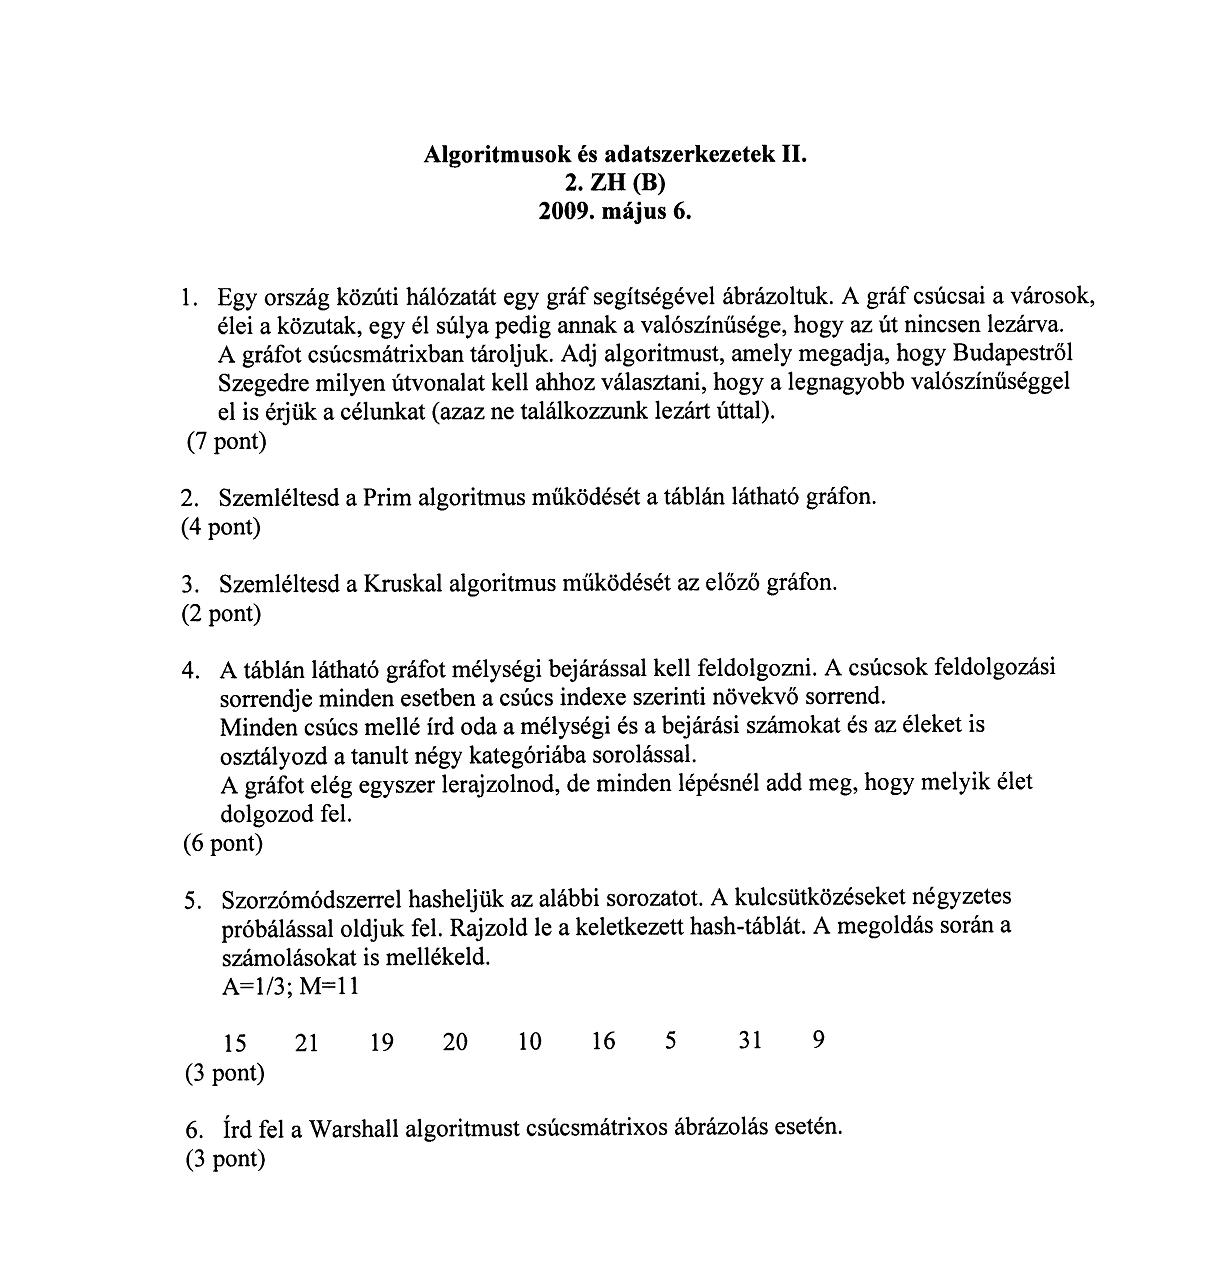 Algoritmusok és adatszerkezetek II.
2. ZH (B)
2009. május 6.
1. Egy ország közúti hálózatát egy gráf segítségével ábrázoltuk. A gráf csúcsai a városok,
élei a közutak, egy él súlya pedig annak a valószínűsége, hogy az út nincsen lezárva.
A gráfot csúcsmátrixban tároljuk. Adj algoritmust, amely megadja, hogy Budapestről
Szegedre milyen útvonalat kell ahhoz választani, hogy a legnagyobb valószínűséggel
el is érjük a célunkat (azaz ne találkozzunk lezárt úttal).
(7 pont)
2. Szemléltesd a Prim algoritmus működését a táblán látható gráfon.
(4 pont)
3. Szemléltesd a Kruskal algoritmus működését az előző gráfon.
(2 pont)
4. A táblán látható gráfot mélységi bejárással kell feldolgozni. A csúcsok feldolgozási
sorrendje minden esetben a csúcs indexe szerinti növekvő sorrend.
Minden csúcs mellé írd oda a mélységi és a bejárási számokat és az éleket is
osztályozd a tanult négy kategóriába sorolással.
A gráfot elég egyszer lerajzolnod, de minden lépésnél add meg, hogy melyik élet
dolgozod fel.
(6 pont)
5. Szorzómódszerrel hasheljük az alábbi sorozatot. A kulcsütközéseket négyzetes
próbálással oldjuk fel. Rajzold le a keletkezett hash-táblát. A megoldás során a
számolásokat is mellékeld.
A=1/3; M=11
15 21 19 20 10 16 5 31 9
(3 pont)
6. Írd fel a Warshall algoritmust csúcsmátrixos ábrázolás esetén.
(3 pont)